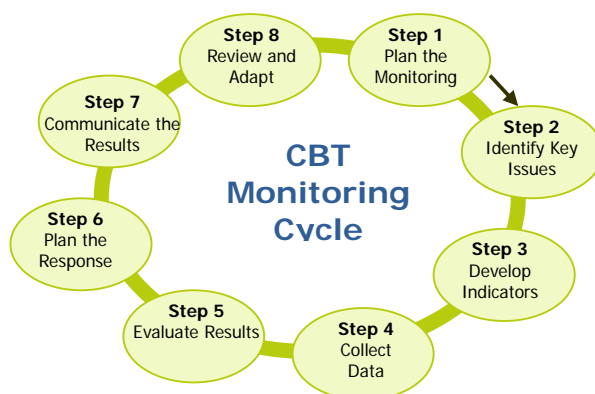 Step 1
Plan the
Monitoring
Step 2
Identify Key
Issues
Step 3
Develop
Indicators
Step 4
Collect
Data
Step 5
Evaluate Results
Step 6
Plan the
Response
Step 7
Communicate the
Results
Step 8
Review and
Adapt
CBT
Monitoring
Cycle